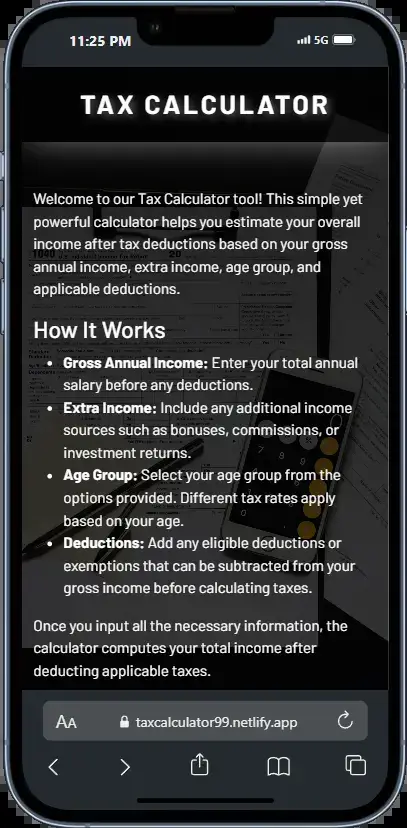 11:25 PM
5G
TAX CALCULATOR
Welcome to our Tax Calculator tool! This simple yet
powerful calculator helps you estimate your overall
income after tax deductions based on your gross
annual income, extra income, age group, and
applicable deductions.
How It Works
• Gross Annual Income: Enter your total annual
salary before any deductions.
• Extra Income: Include any additional income
sources such as bonuses, commissions, or
investment returns.
• Age Group: Select your age group from the
options provided. Different tax rates apply
based on your age.
• Deductions: Add any eligible deductions or
exemptions that can be subtracted from your
gross income before calculating taxes.
Once you input all the necessary information, the
calculator computes your total income after
deducting applicable taxes.
AA
taxcalculator99.netlify.app